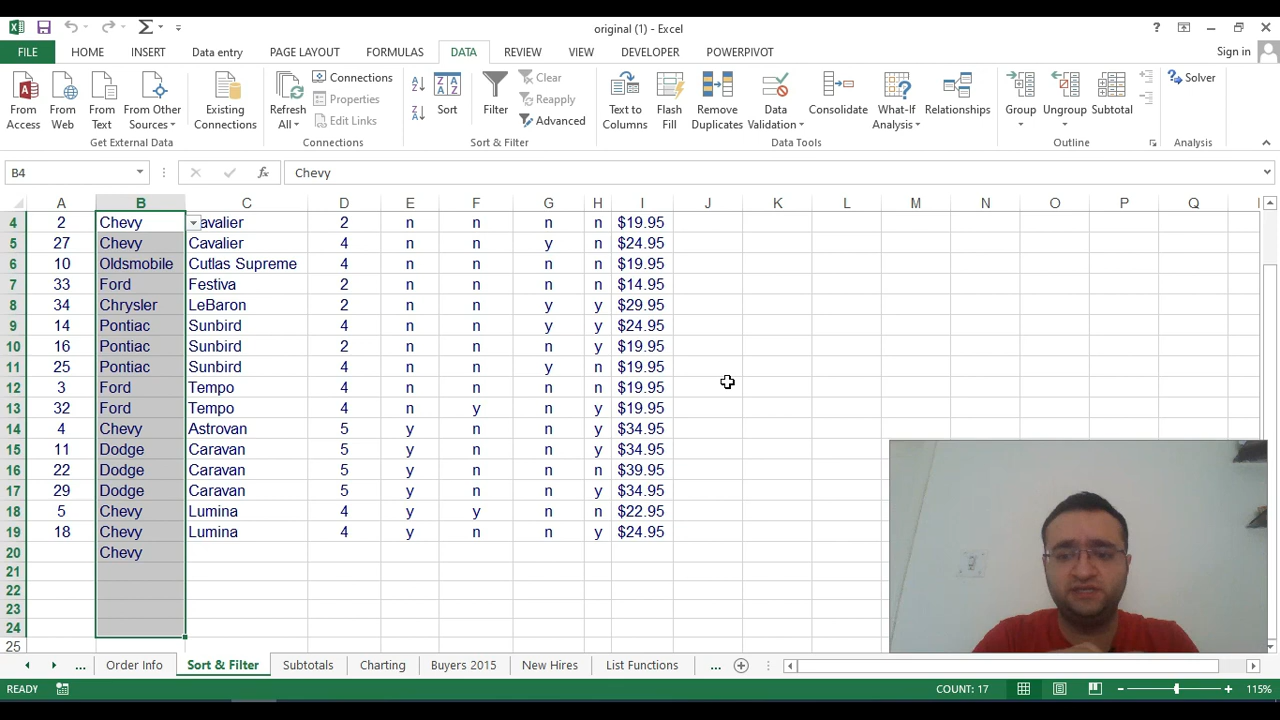 original (1) - Excel
?
FILE HOME INSERT Data entry PAGE LAYOUT FORMULAS DATA REVIEW VIEW DEVELOPER POWERPIVOT Sign in
From Access
From Web
From Text
From Other Sources
Existing Connections
Get External Data
Refresh All
Connections
Properties
Edit Links
Connections
Sort
Filter
Clear
Reapply
Advanced
Sort & Filter
Text to Columns
Flash Fill
Remove Duplicates
Data Validation
Consolidate
What-If Analysis
Relationships
Data Tools
Group
Ungroup
Subtotal
Outline
Solver
Analysis
B4 fx Chevy
A B C D E F G H I J K L M N O P Q
4 2 Chevy avalier 2 n n n n $19.95
5 27 Chevy Cavalier 4 n n y n $24.95
6 10 Oldsmobile Cutlas Supreme 4 n n n n $19.95
7 33 Ford Festiva 2 n n n n $14.95
8 34 Chrysler LeBaron 2 n n y y $29.95
9 14 Pontiac Sunbird 4 n n y y $24.95
10 16 Pontiac Sunbird 2 n n n y $19.95
11 25 Pontiac Sunbird 4 n n y n $19.95
12 3 Ford Tempo 4 n n n n $19.95
13 32 Ford Tempo 4 n y n y $19.95
14 4 Chevy Astrovan 5 y n n y $34.95
15 11 Dodge Caravan 5 y n n y $34.95
16 22 Dodge Caravan 5 y n n n $39.95
17 29 Dodge Caravan 5 y n n y $34.95
18 5 Chevy Lumina 4 y y n n $22.95
19 18 Chevy Lumina 4 y n n y $24.95
20 Chevy
21
22
23
24
25
... Order Info Sort & Filter Subtotals Charting Buyers 2015 New Hires List Functions ...
READY COUNT: 17 115%